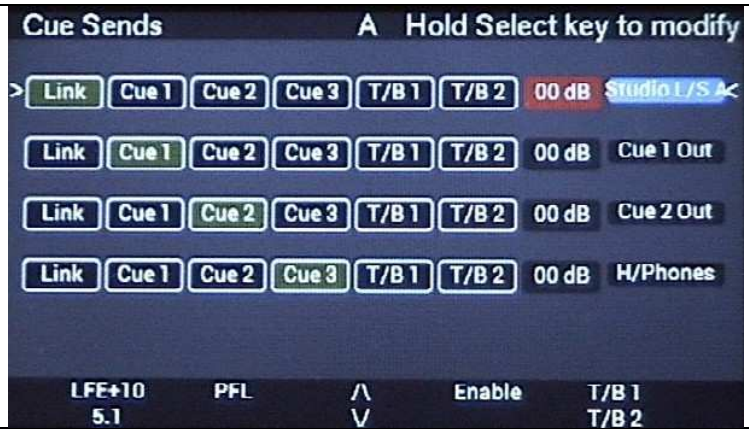 Cue Sends A Hold Select key to modify
> Link Cue 1 Cue 2 Cue 3 T/B 1 T/B 2 00 dB Studio L/S A<
Link Cue 1 Cue 2 Cue 3 T/B 1 T/B 2 00 dB Cue 1 Out
Link Cue 1 Cue 2 Cue 3 T/B 1 T/B 2 00 dB Cue 2 Out
Link Cue 1 Cue 2 Cue 3 T/B 1 T/B 2 00 dB H/Phones
LFE+10 PFL /\ Enable T/B 1
5.1 \/ T/B 2